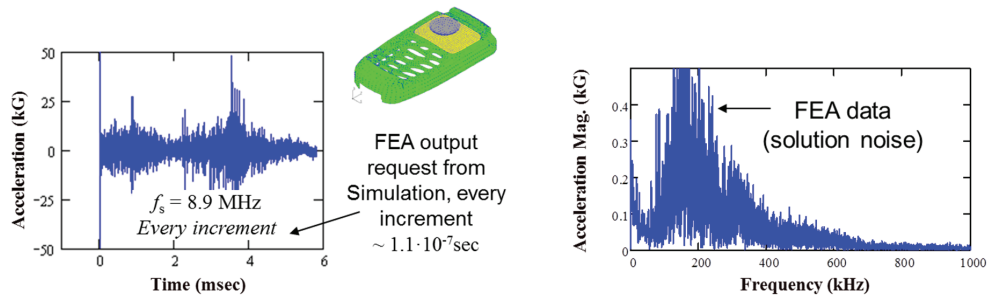 50
25
0
−25
−50
Acceleration (kG)
fs = 8.9 MHz
Every increment
0
2
4
6
Time (msec)
FEA output
request from
Simulation, every
increment
~ 1.1·10-7sec
0.4
0.3
0.2
0.1
0
Acceleration Mag. (kG)
FEA data
(solution noise)
0
200
400
600
800
1000
Frequency (kHz)